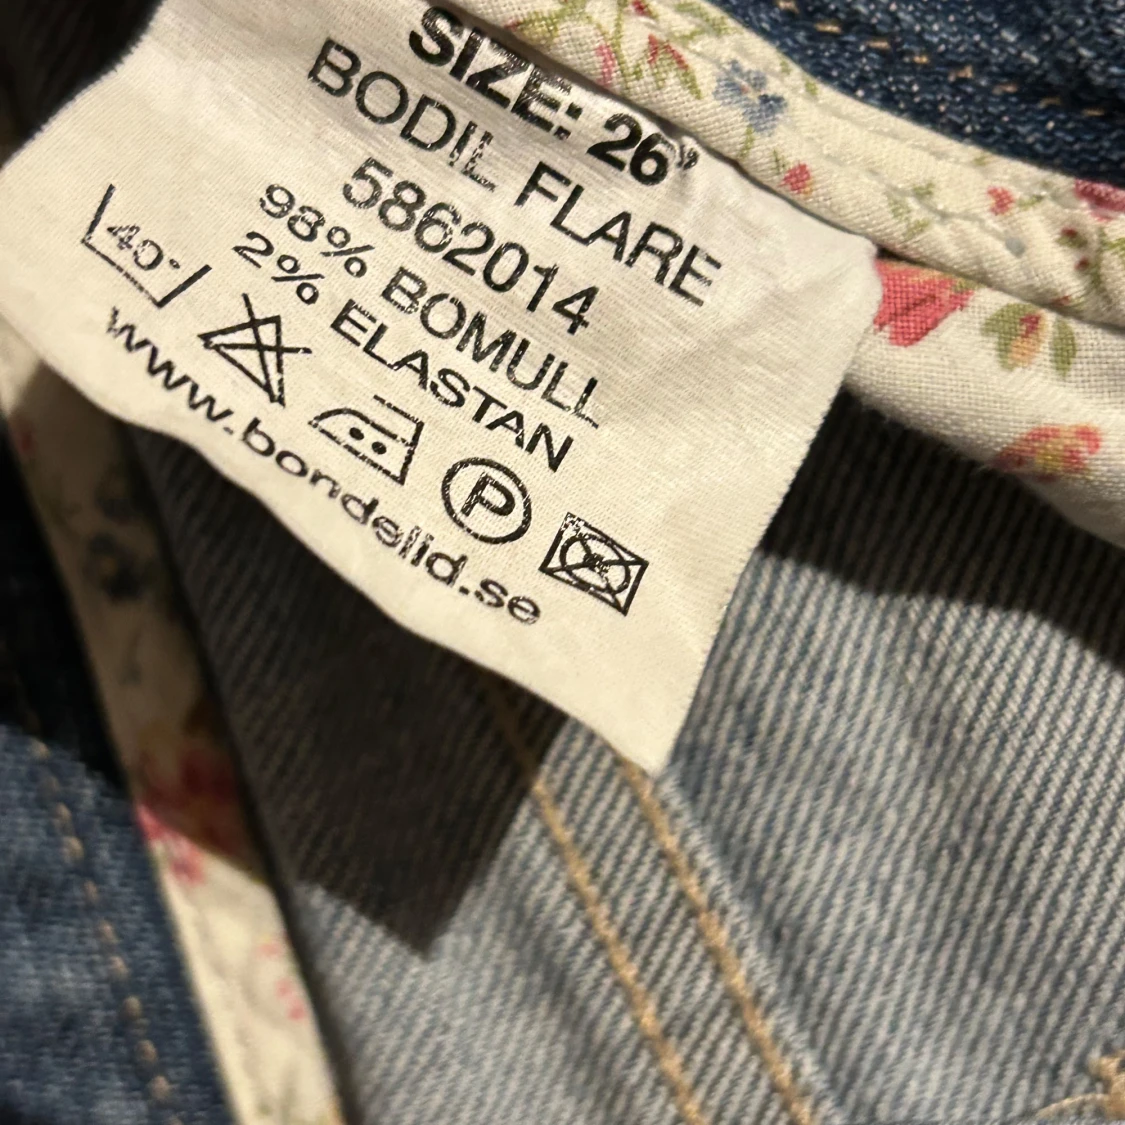 SIZE: 26"
BODIL FLARE
5862014
98% BOMULL
2% ELASTAN
40°
P
www.bondelid.se